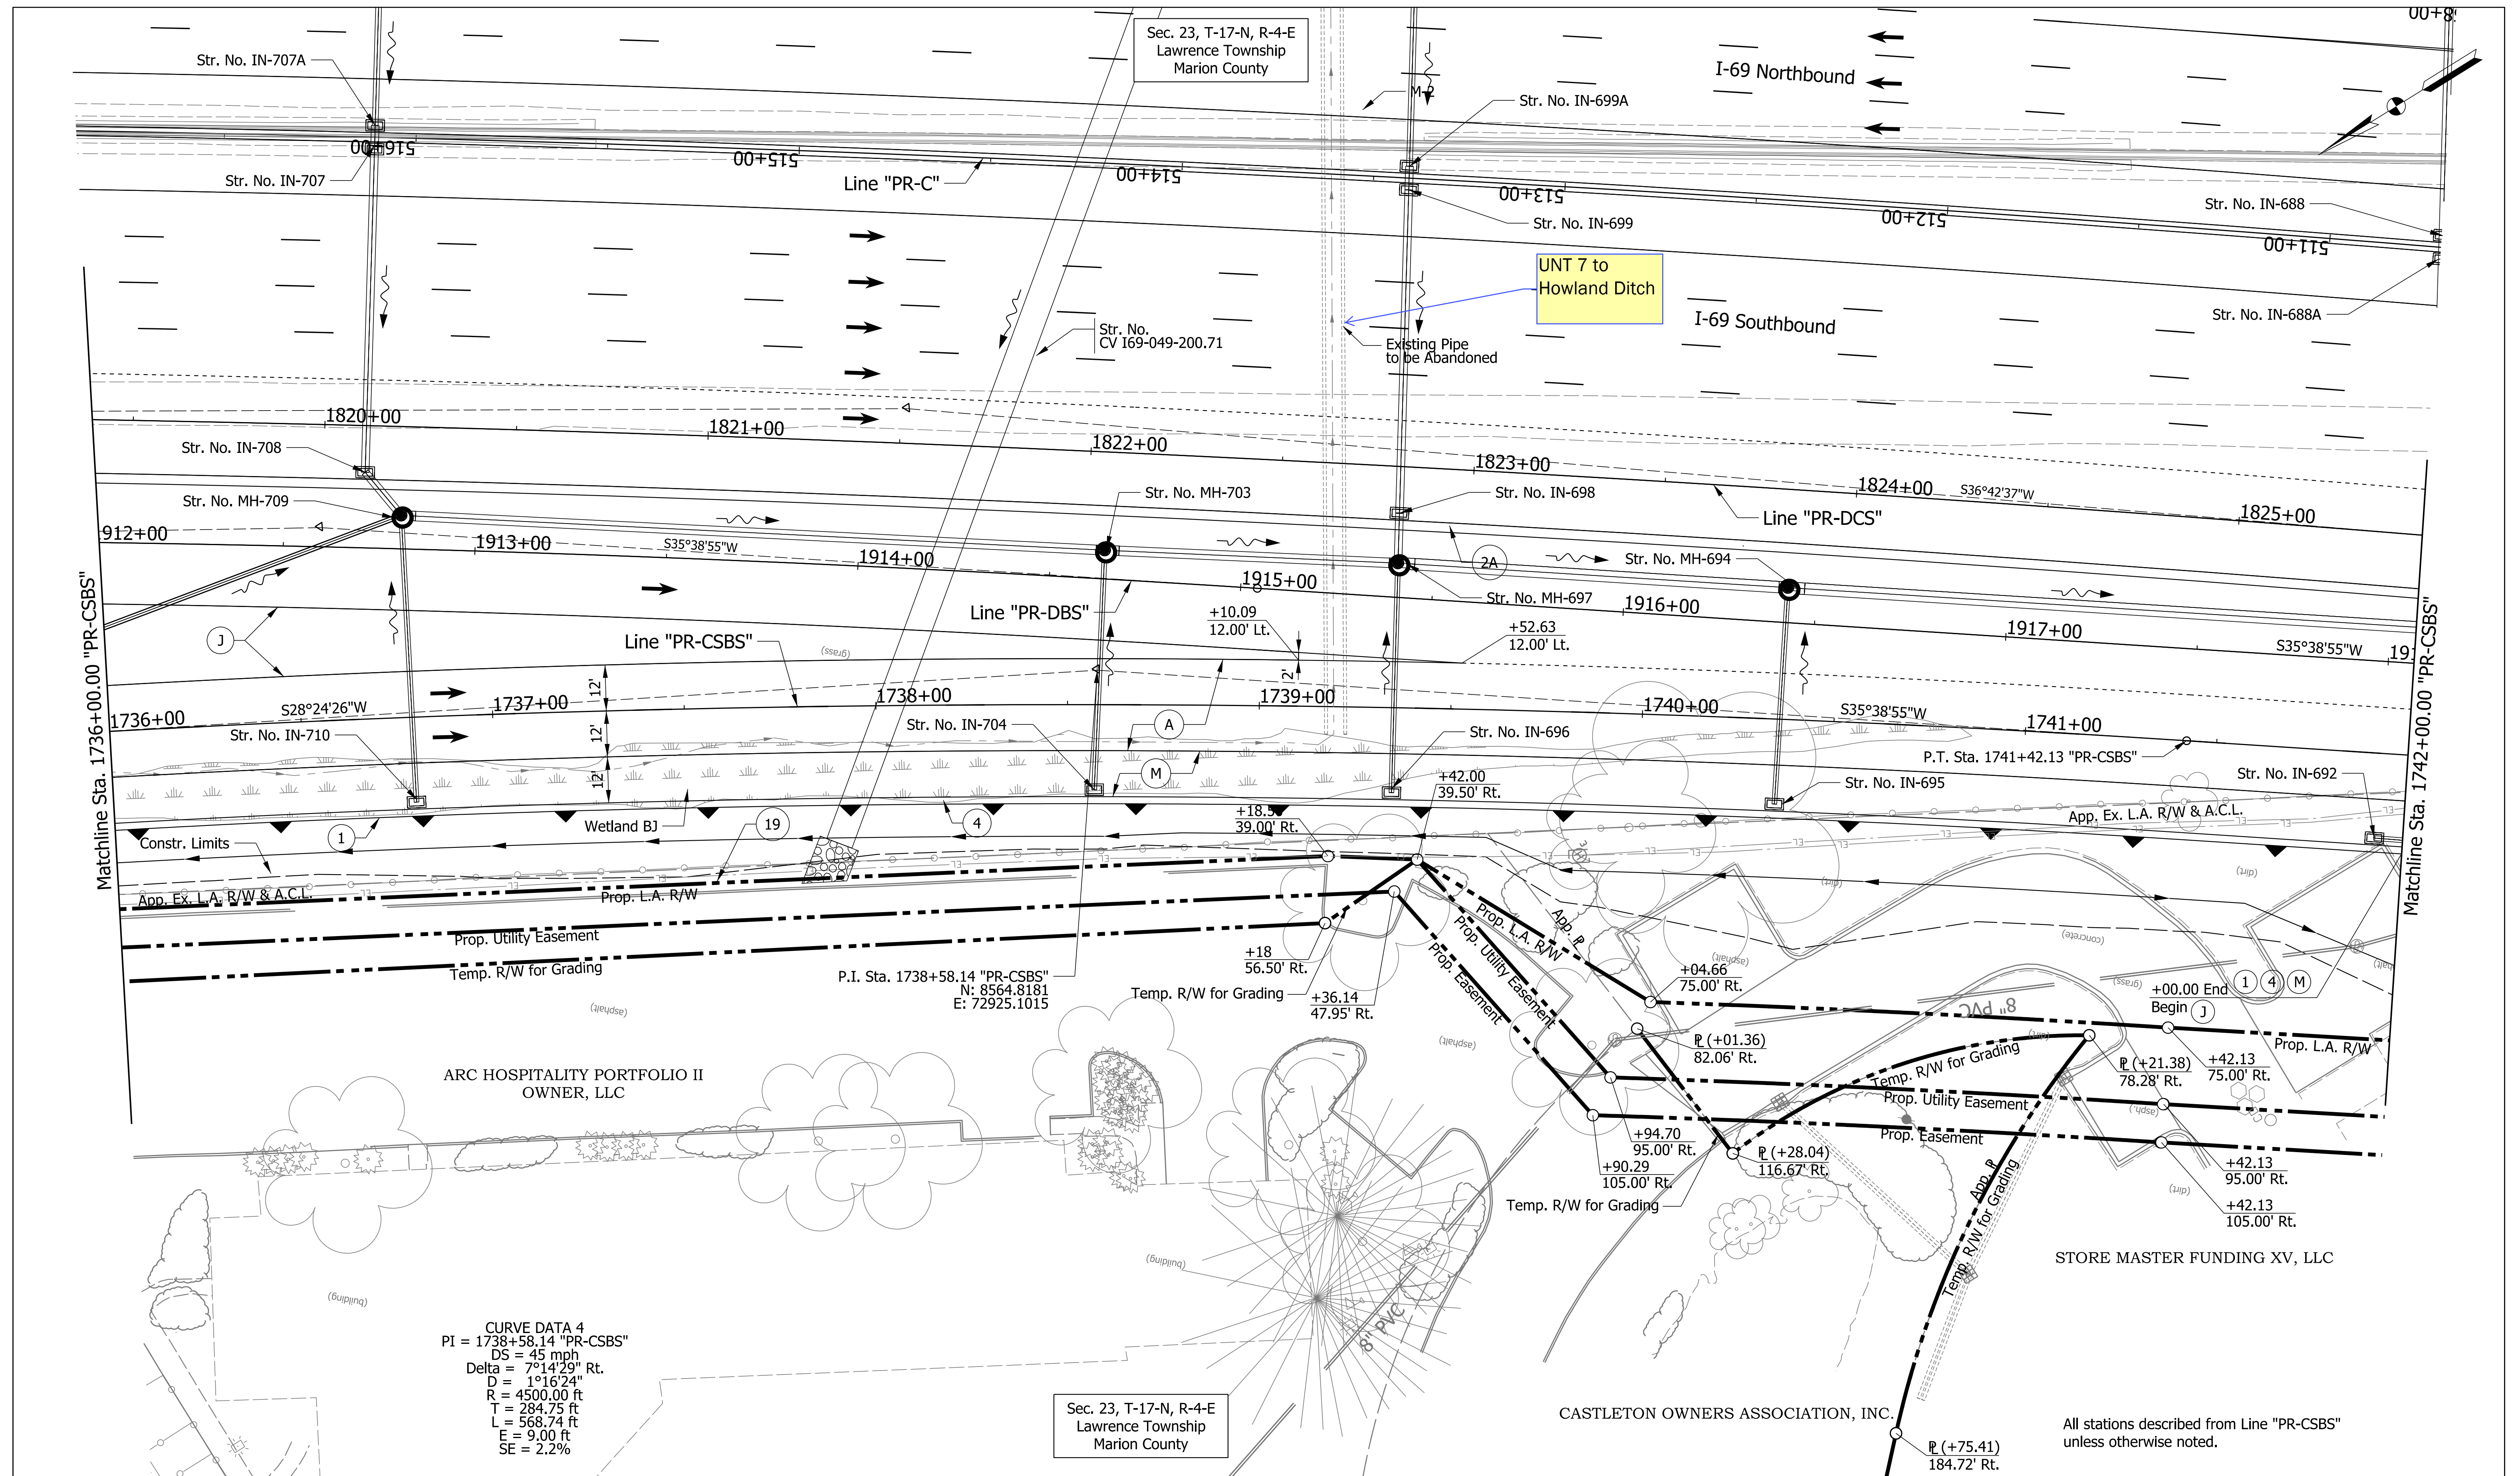 Sec. 23, T-17-N, R-4-E
Lawrence Township
Marion County
Str. No. IN-707A
M-2
Str. No. IN-699A
I-69 Northbound
516+00
515+00
514+00
513+00
512+00
511+00
Str. No. IN-707
Line "PR-C"
Str. No. IN-699
Str. No. IN-688
UNT 7 to
Howland Ditch
Str. No. IN-688A
I-69 Southbound
Str. No.
CV I69-049-200.71
Existing Pipe
to be Abandoned
1820+00
1821+00
1822+00
1823+00
1824+00
S36°42'37"W
1825+00
Str. No. IN-708
Str. No. MH-709
Str. No. MH-703
Str. No. IN-698
Line "PR-DCS"
912+00
1913+00
S35°38'55"W
1914+00
1915+00
2A
Str. No. MH-694
Str. No. MH-697
1916+00
1917+00
S35°38'55"W
191
Matchline Sta. 1736+00.00 "PR-CSBS"
Matchline Sta. 1742+00.00 "PR-CSBS"
J
Line "PR-CSBS"
Line "PR-DBS"
+10.09
12.00' Lt.
+52.63
12.00' Lt.
(grass)
12'
2'
1736+00
S28°24'26"W
1737+00
1738+00
1739+00
1740+00
S35°38'55"W
1741+00
Str. No. IN-710
12'
Str. No. IN-704
A
Str. No. IN-696
P.T. Sta. 1741+42.13 "PR-CSBS"
12'
M
+42.00
39.50' Rt.
Str. No. IN-695
Str. No. IN-692
1
Wetland BJ
19
4
39.00' Rt.
App. Ex. L.A. R/W & A.C.L.
Constr. Limits
App. Ex. L.A. R/W & A.C.L.
Prop. L.A. R/W
Prop. Utility Easement
Temp. R/W for Grading
+18
56.50' Rt.
Temp. R/W for Grading
+36.14
47.95' Rt.
P.I. Sta. 1738+58.14 "PR-CSBS"
N: 8564.8181
E: 72925.1015
Prop. L.A. R/W
App. ⅊
Prop. Utility Easement
Prop. Easement
(dirt)
(dirt)
(concrete)
(asphalt)
+04.66
75.00' Rt.
(grass)
+00.00 End
1 4 M
Begin J
8" PVC
(asphalt)
(asphalt)
⅊ (+01.36)
82.06' Rt.
(dirt)
Temp. R/W for Grading
⅊ (+21.38)
78.28' Rt.
+42.13
75.00' Rt.
Prop. L.A. R/W
Prop. Utility Easement
(asph.)
Prop. Easement
ARC HOSPITALITY PORTFOLIO II
OWNER, LLC
+94.70
95.00' Rt.
+90.29
105.00' Rt.
⅊ (+28.04)
116.67' Rt.
Temp. R/W for Grading
App. ⅊
Temp. R/W for Grading
+42.13
95.00' Rt.
(dirt)
+42.13
105.00' Rt.
STORE MASTER FUNDING XV, LLC
(building)
(building)
8" PVC
CURVE DATA 4
PI = 1738+58.14 "PR-CSBS"
DS = 45 mph
Delta = 7°14'29" Rt.
D = 1°16'24"
R = 4500.00 ft
T = 284.75 ft
L = 568.74 ft
E = 9.00 ft
SE = 2.2%
Sec. 23, T-17-N, R-4-E
Lawrence Township
Marion County
CASTLETON OWNERS ASSOCIATION, INC.
⅊ (+75.41)
184.72' Rt.
All stations described from Line "PR-CSBS"
unless otherwise noted.